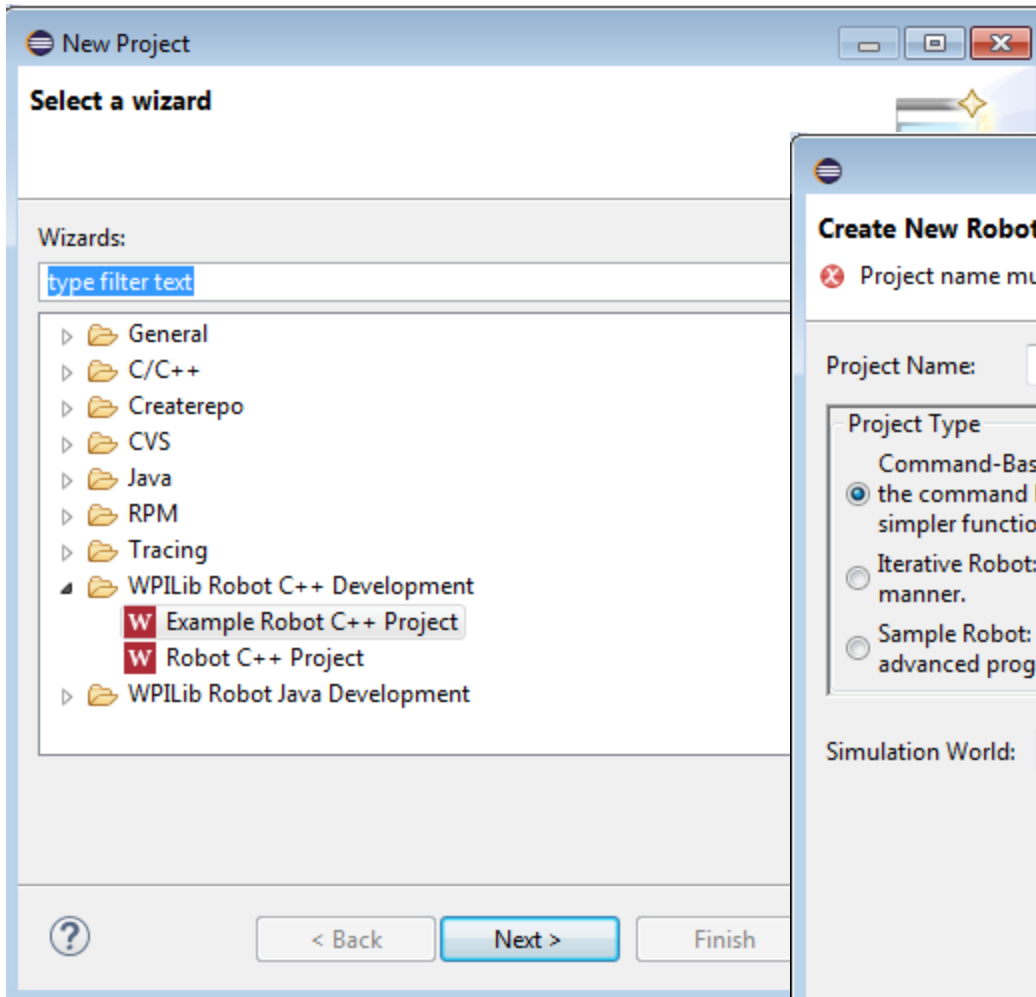 New Project
Select a wizard
Wizards:
type filter text
General
C/C++
Createrepo
CVS
Java
RPM
Tracing
WPILib Robot C++ Development
W Example Robot C++ Project
W Robot C++ Project
WPILib Robot Java Development
?
< Back
Next >
Finish
Create New Robot
Project name mu
Project Name:
Project Type
Command-Bas
the command
simpler functio
Iterative Robot:
manner.
Sample Robot:
advanced prog
Simulation World: